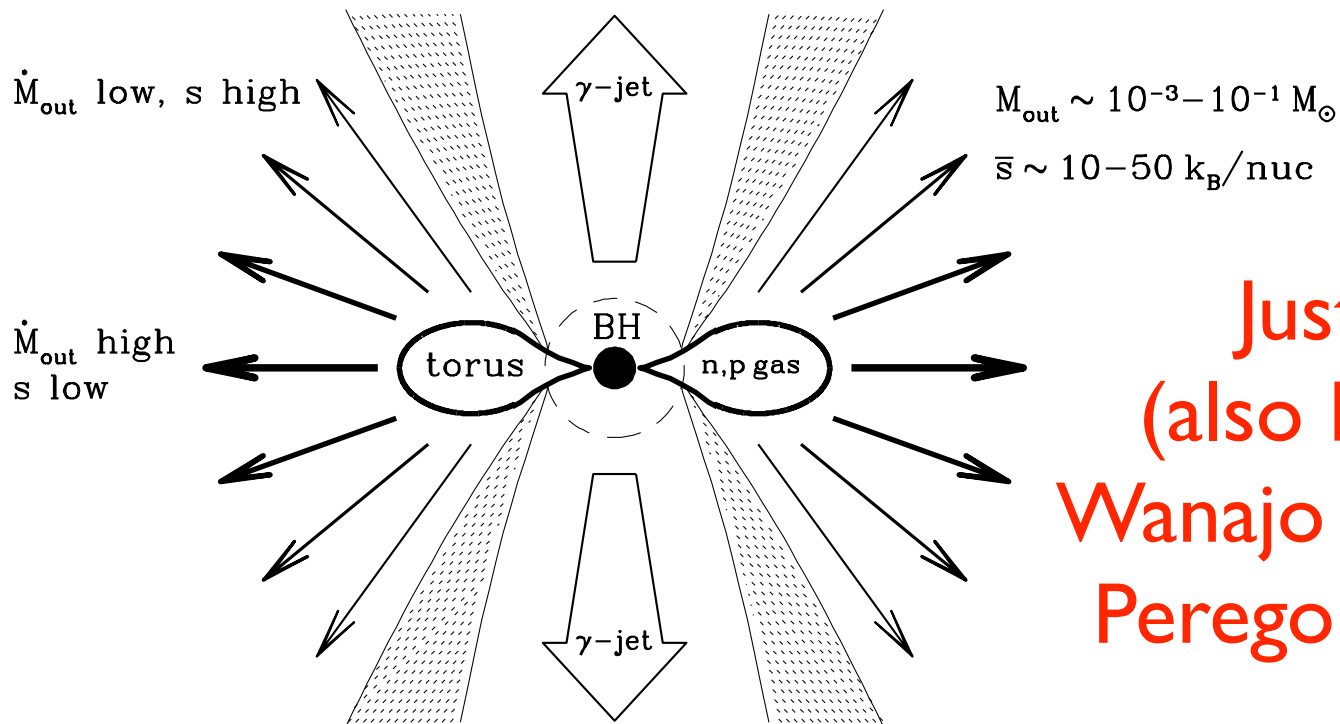 γ-jet
Ṁout low, s high
Mout ~ 10⁻³–10⁻¹ M⊙
s̄ ~ 10–50 kB/nuc
BH
torus
n,p gas
Ṁout high
s low
(also
Wanajo
Perego
γ-jet